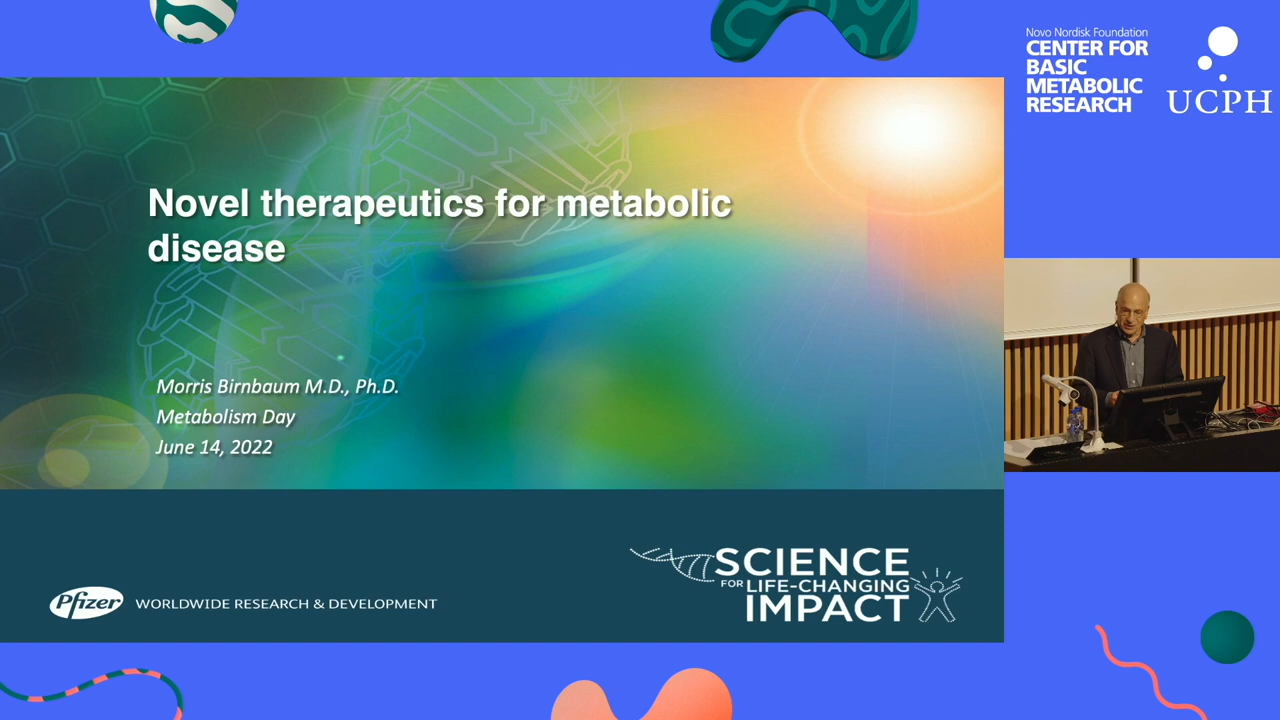 Novel therapeutics for metabolic
disease
Morris Birnbaum M.D., Ph.D.
Metabolism Day
June 14, 2022
Pfizer WORLDWIDE RESEARCH & DEVELOPMENT
SCIENCE
FOR LIFE-CHANGING
IMPACT
Novo Nordisk Foundation
CENTER FOR
BASIC
METABOLIC
RESEARCH
UCPH